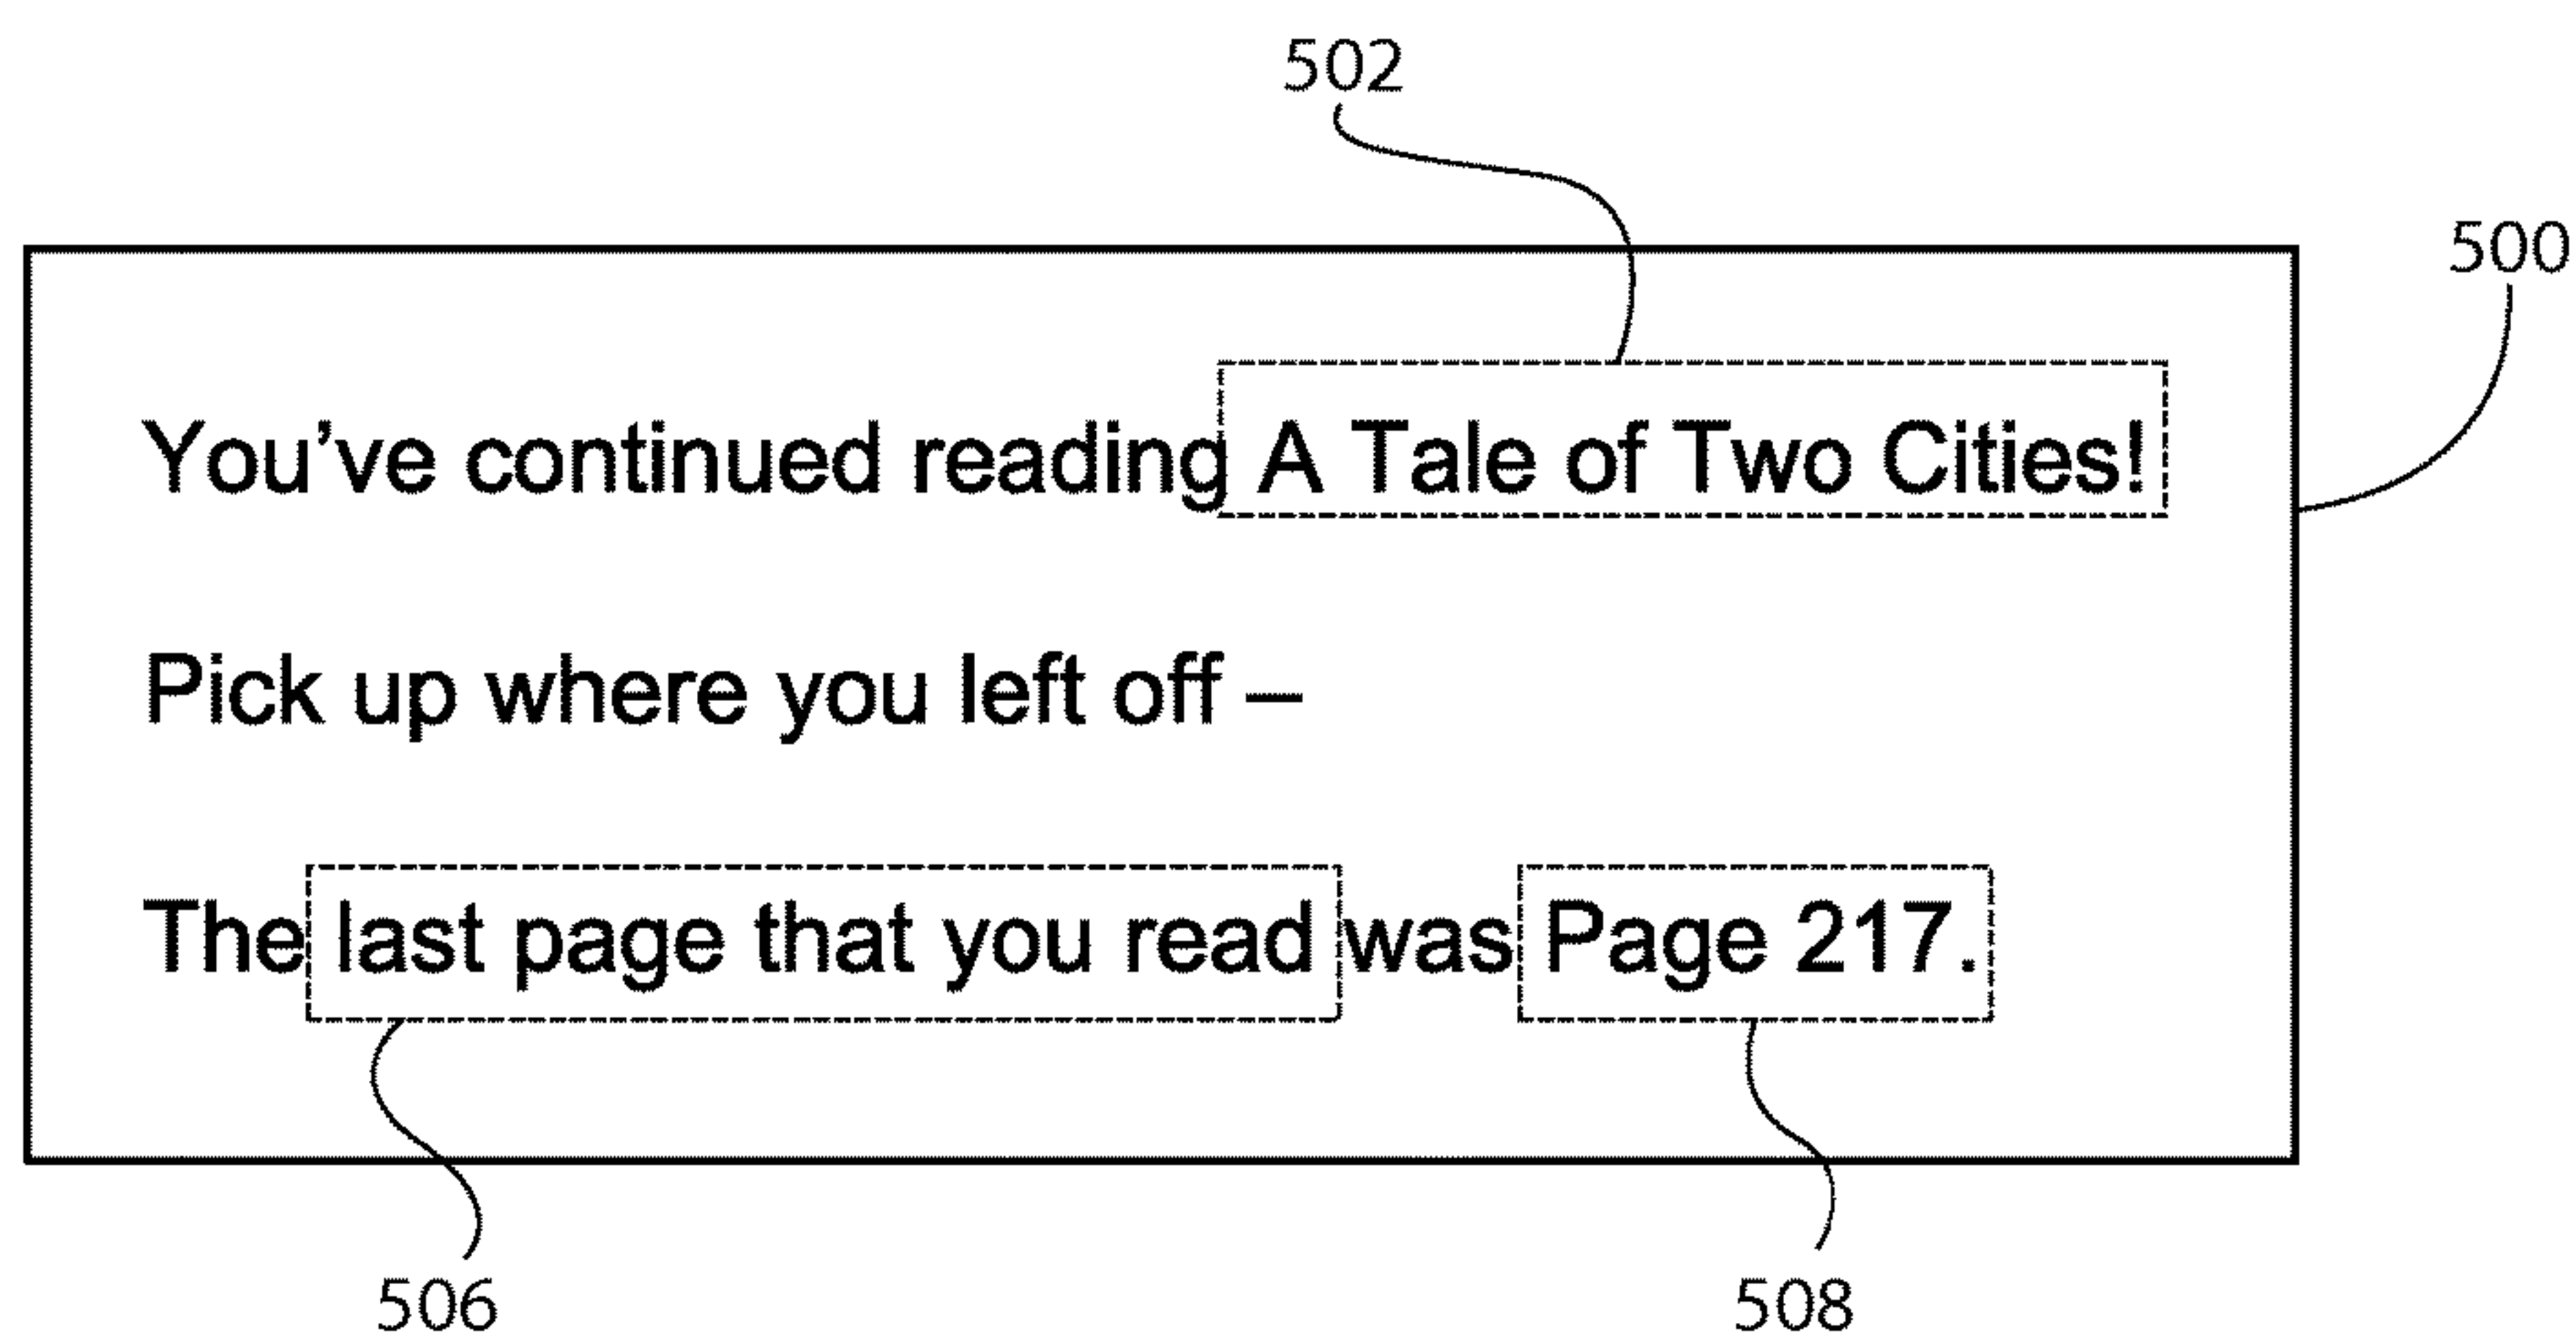 502
500
You’ve continued reading A Tale of Two Cities!
Pick up where you left off –
The last page that you read was Page 217.
506
508